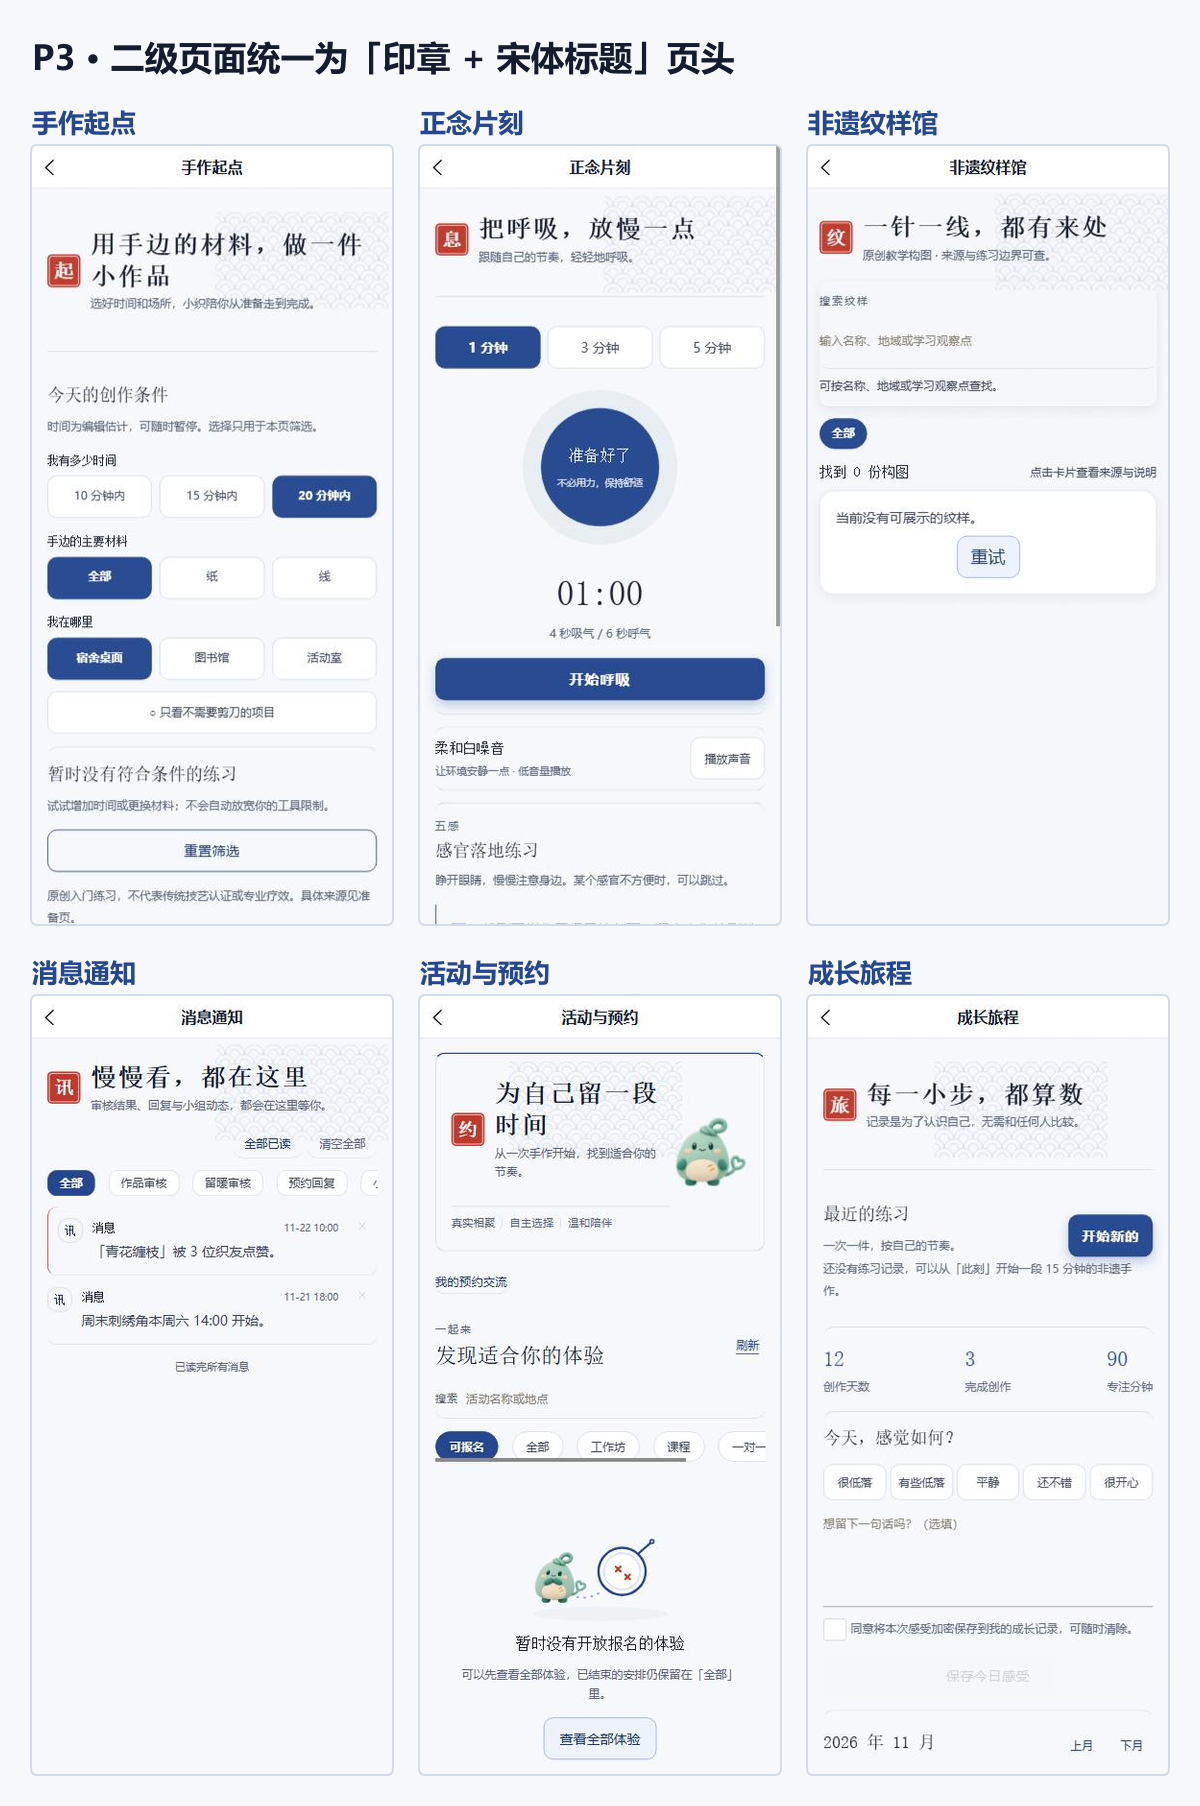 P3 • 二级页面统一为「印章 + 宋体标题」页头
手作起点
手作起点
起
用手边的材料，做一件
小作品
选好时间和场所，小织陪你从准备走到完成。
今天的创作条件
时间为编辑估计，可随时暂停。选择只用于本页筛选。
我有多少时间
10 分钟内
15 分钟内
20 分钟内
手边的主要材料
全部
纸
线
我在哪里
宿舍桌面
图书馆
活动室
○ 只看不需要剪刀的项目
暂时没有符合条件的练习
试试增加时间或更换材料；不会自动放宽你的工具限制。
重置筛选
原创入门练习，不代表传统技艺认证或专业疗效。具体来源见准
备页。
正念片刻
正念片刻
息
把呼吸，放慢一点
跟随自己的节奏，轻轻地呼吸。
1 分钟
3 分钟
5 分钟
准备好了
不必用力，保持舒适
01:00
4 秒吸气 / 6 秒呼气
开始呼吸
柔和白噪音
让环境安静一点 · 低音量播放
播放声音
五感
感官落地练习
睁开眼睛，慢慢注意身边。某个感官不方便时，可以跳过。
非遗纹样馆
非遗纹样馆
纹
一针一线，都有来处
原创教学构图 · 来源与练习边界可查。
搜索纹样
输入名称、地域或学习观察点
可按名称、地域或学习观察点查找。
全部
找到 0 份构图
点击卡片查看来源与说明
当前没有可展示的纹样。
重试
消息通知
消息通知
讯
慢慢看，都在这里
审核结果、回复与小组动态，都会在这里等你。
全部已读
清空全部
全部
作品审核
留暖审核
预约回复
讯
消息
11-22 10:00
×
「青花缠枝」被 3 位织友点赞。
讯
消息
11-21 18:00
×
周末刺绣角本周六 14:00 开始。
已读完所有消息
活动与预约
活动与预约
约
为自己留一段
时间
从一次手作开始，找到适合你的
节奏。
真实相聚
自主选择
温和陪伴
我的预约交流
一起来
发现适合你的体验
刷新
搜索
活动名称或地点
可报名
全部
工作坊
课程
一对一
暂时没有开放报名的体验
可以先查看全部体验，已结束的安排仍保留在「全部」
里。
查看全部体验
成长旅程
成长旅程
旅
每一小步，都算数
记录是为了认识自己，无需和任何人比较。
最近的练习
一次一件，按自己的节奏。
开始新的
还没有练习记录，可以从「此刻」开始一段 15 分钟的非遗手
作。
12
3
90
创作天数
完成创作
专注分钟
今天，感觉如何？
很低落
有些低落
平静
还不错
很开心
想留下一句话吗？（选填）
同意将本次感受加密保存到我的成长记录，可随时清除。
保存今日感受
2026 年 11 月
上月
下月